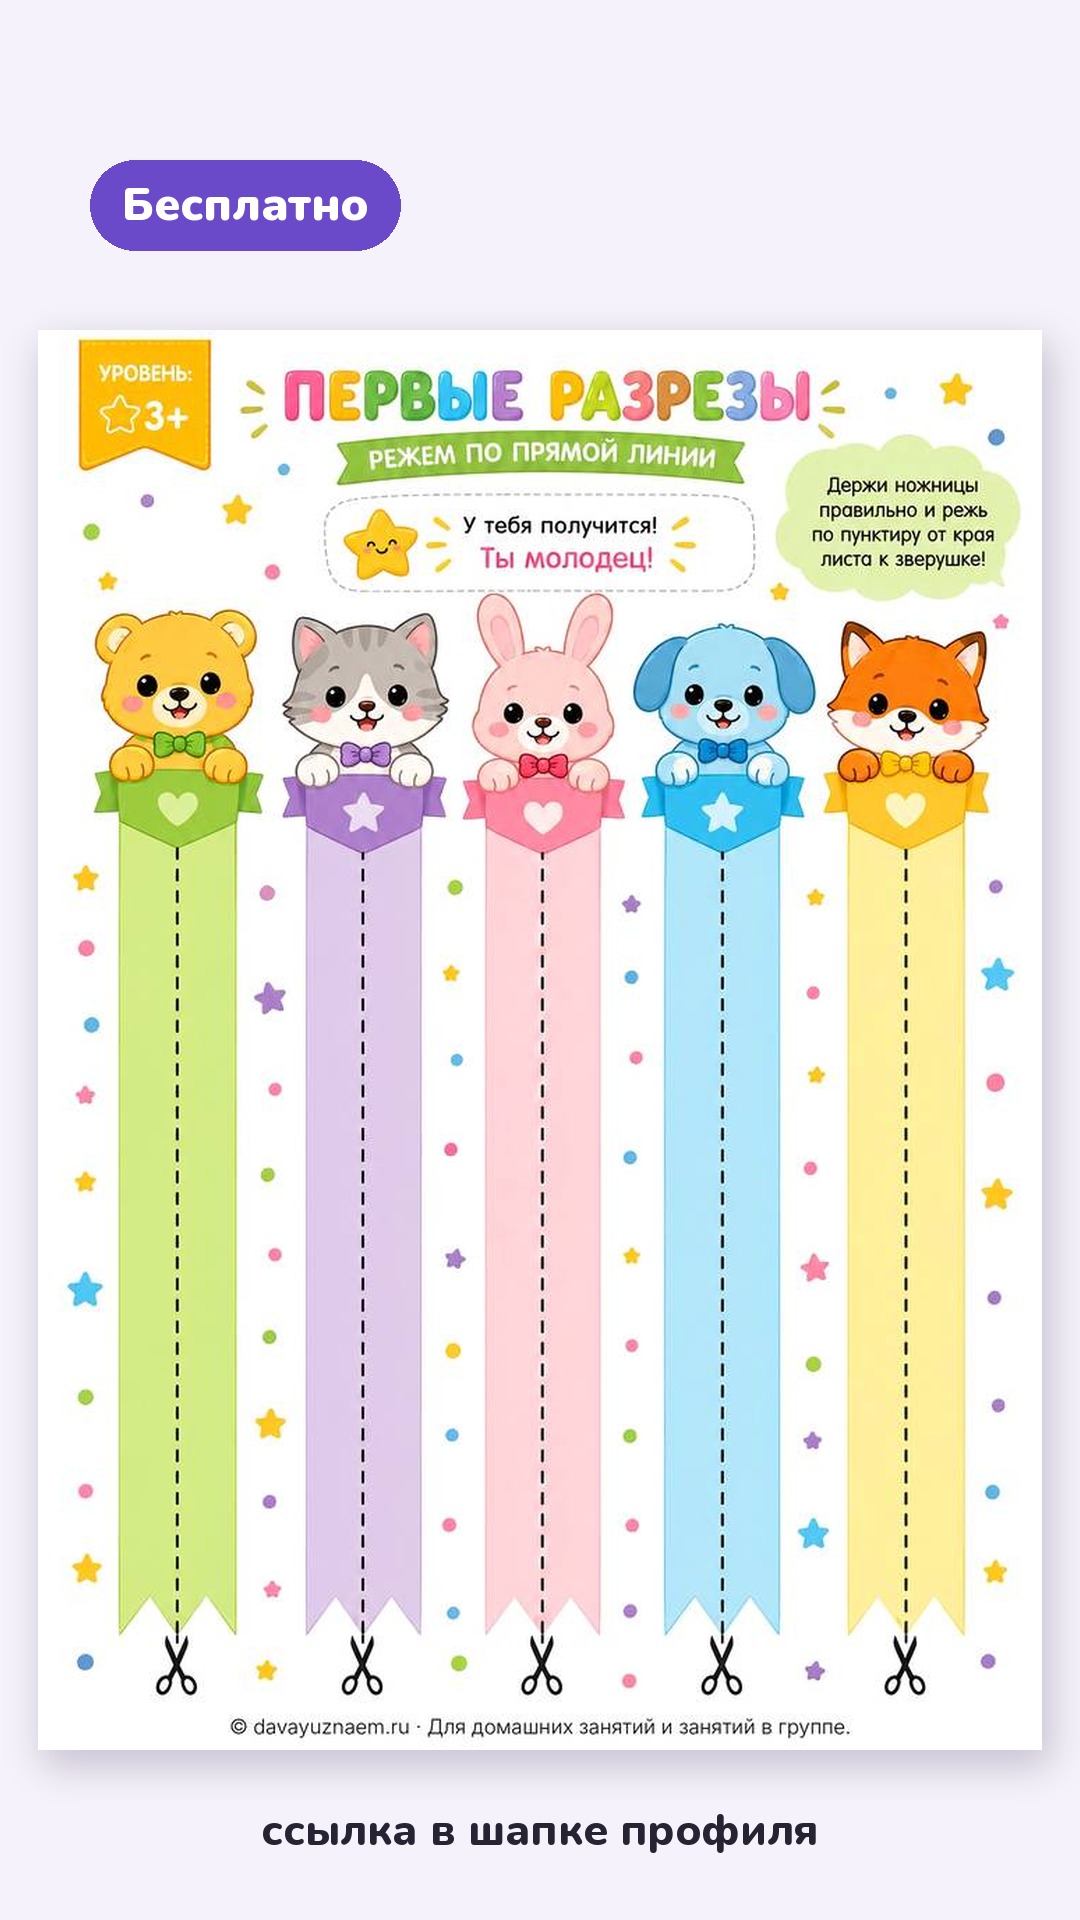 Бесплатно
УРОВЕНЬ:
3+
ПЕРВЫЕ РАЗРЕЗЫ
РЕЖЕМ ПО ПРЯМОЙ ЛИНИИ
У тебя получится!
Ты молодец!
Держи ножницы
правильно и режь
по пунктиру от края
листа к зверушке!
© davayuznaem.ru · Для домашних занятий и занятий в группе.
ссылка в шапке профиля